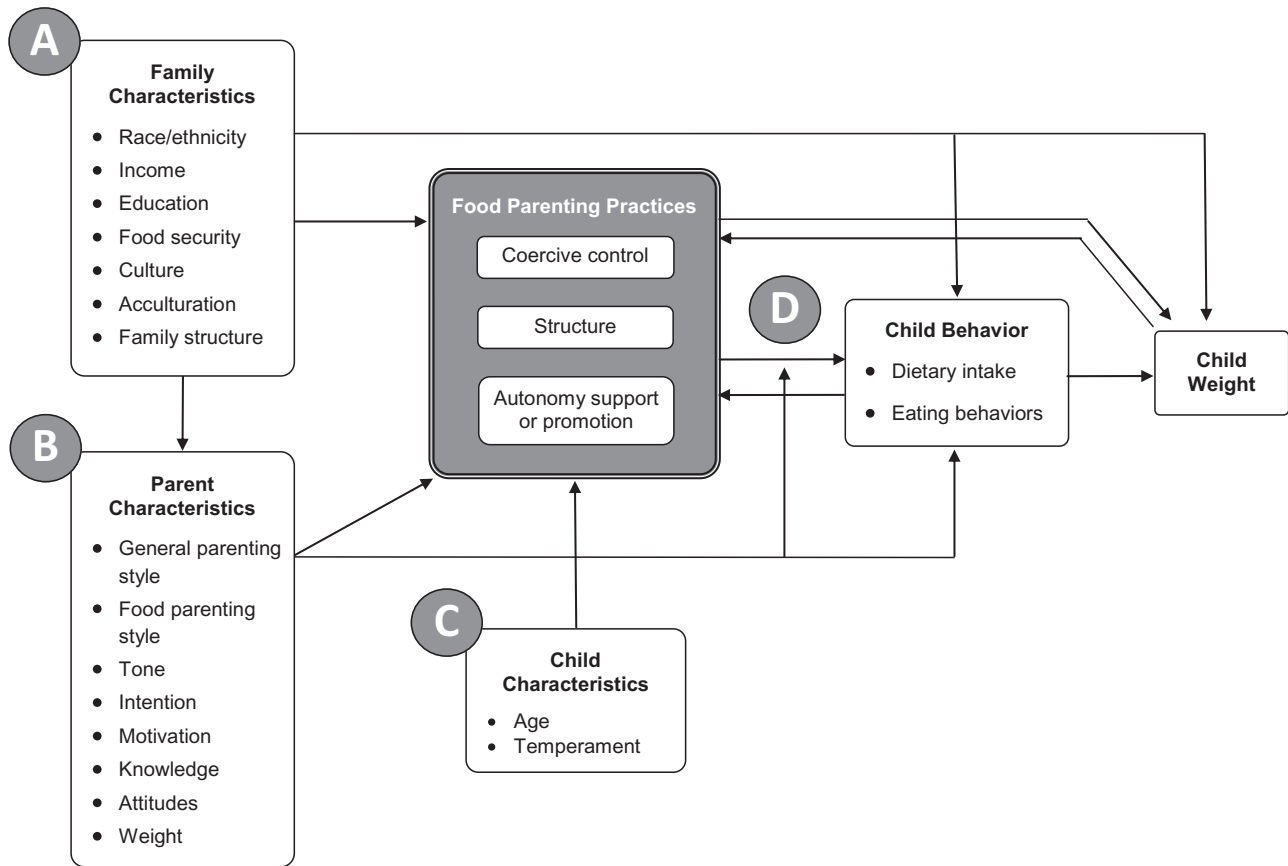 A
Family
Characteristics
● Race/ethnicity
● Income
● Education
● Food security
● Culture
● Acculturation
● Family structure
B
Parent
Characteristics
● General parenting
style
● Food parenting
style
● Tone
● Intention
● Motivation
● Knowledge
● Attitudes
● Weight
Food Parenting Practices
Coercive control
Structure
Autonomy support
or promotion
C
Child
Characteristics
● Age
● Temperament
D
Child Behavior
● Dietary intake
● Eating behaviors
Child
Weight